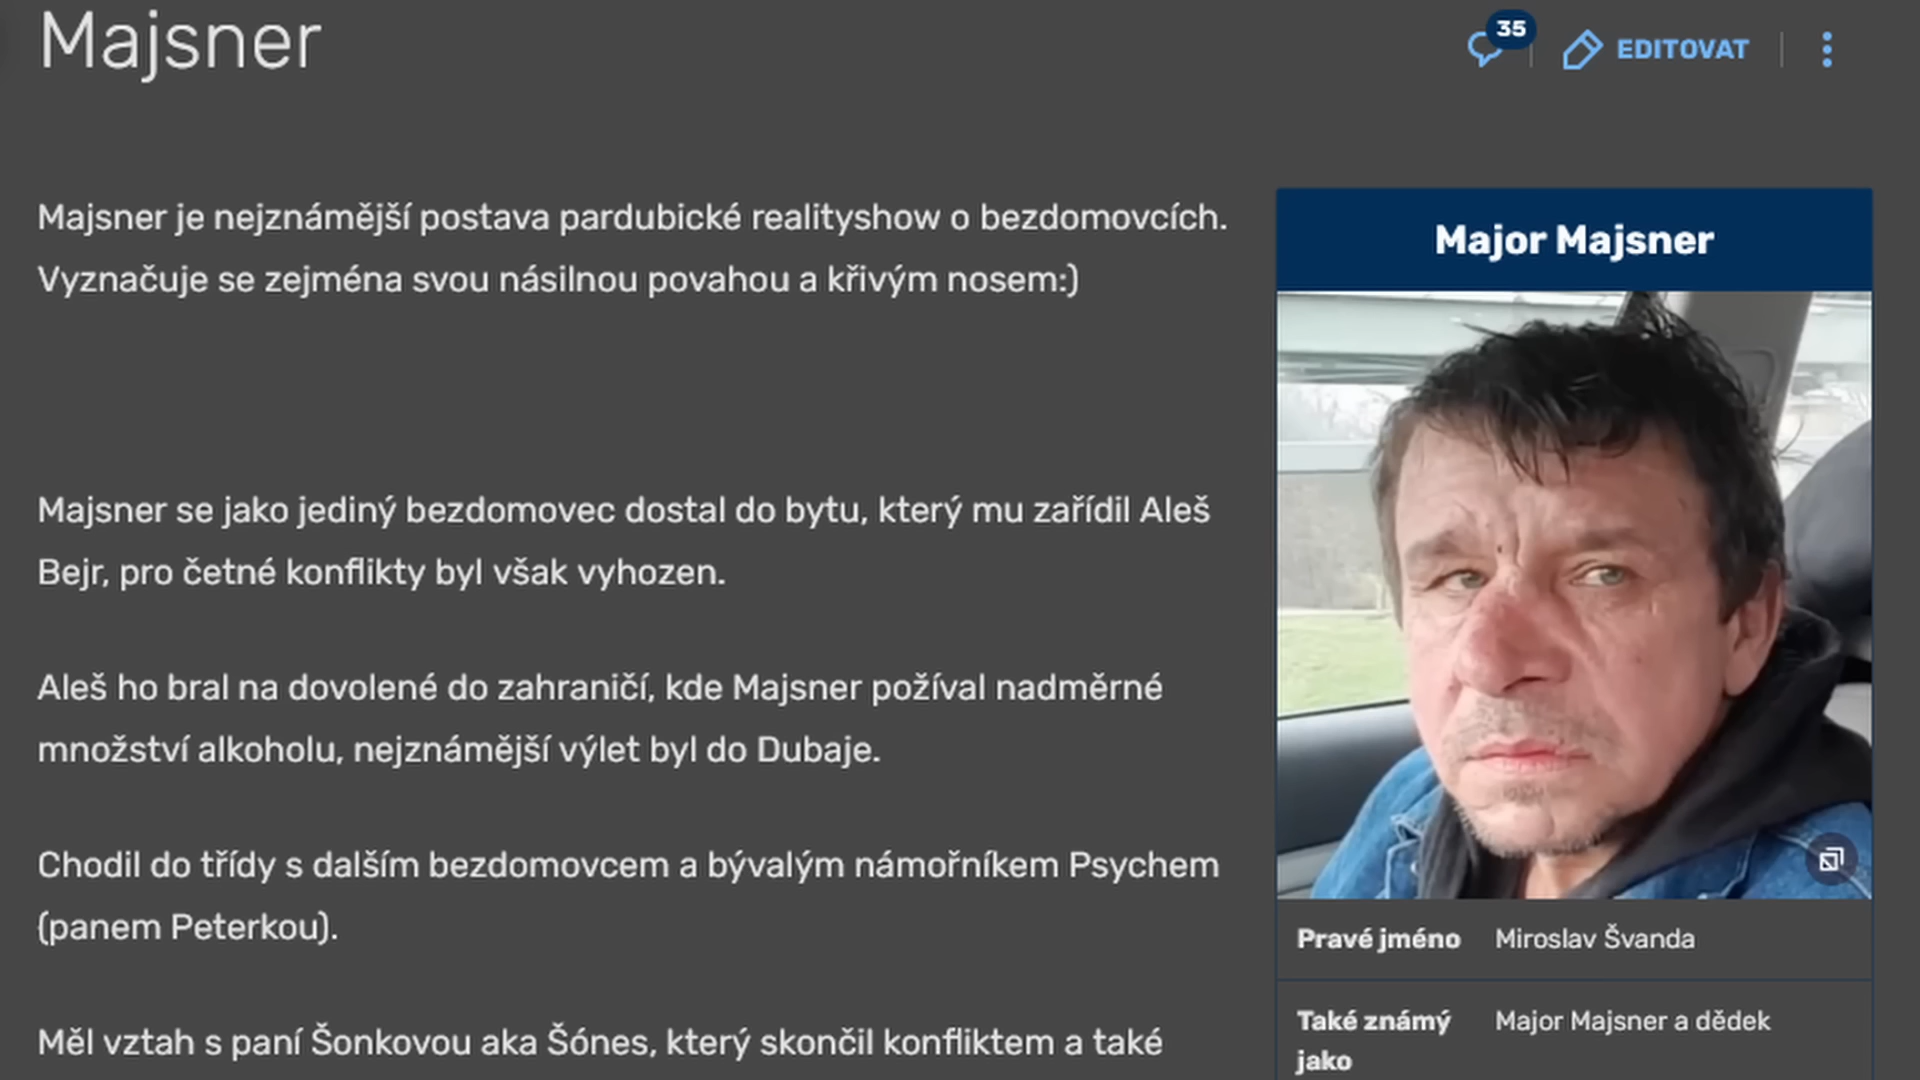 Majsner
35
EDITOVAT
Majsner je nejznámější postava pardubické realityshow o bezdomovcích.
Vyznačuje se zejména svou násilnou povahou a křivým nosem:)
Majsner se jako jediný bezdomovec dostal do bytu, který mu zařídil Aleš
Bejr, pro četné konflikty byl však vyhozen.
Aleš ho bral na dovolené do zahraničí, kde Majsner požíval nadměrné
množství alkoholu, nejznámější výlet byl do Dubaje.
Chodil do třídy s dalším bezdomovcem a bývalým námořníkem Psychem
(panem Peterkou).
Měl vztah s paní Šonkovou aka Šónes, který skončil konfliktem a také
Major Majsner
Pravé jméno Miroslav Švanda
Také známý Major Majsner a dědek
jako